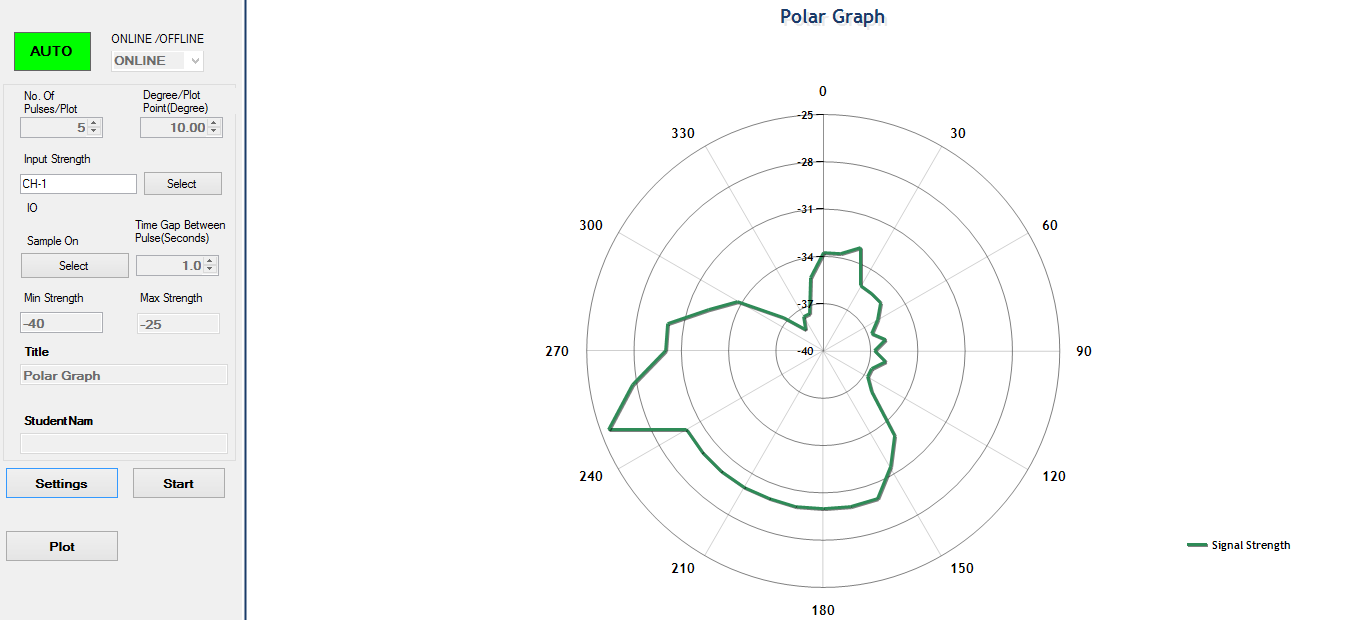 Polar Graph
AUTO
ONLINE /OFFLINE
ONLINE
No. Of
Pulses/Plot
Degree/Plot
Point(Degree)
5
10.00
Input Strength
CH-1
Select
IO
Sample On
Time Gap Between
Pulse(Seconds)
Select
1.0
Min Strength
Max Strength
-40
-25
Title
Polar Graph
StudentNam
Settings
Start
Plot
0
30
60
90
120
150
180
210
240
270
300
330
-25
-28
-31
-34
-37
-40
Signal Strength